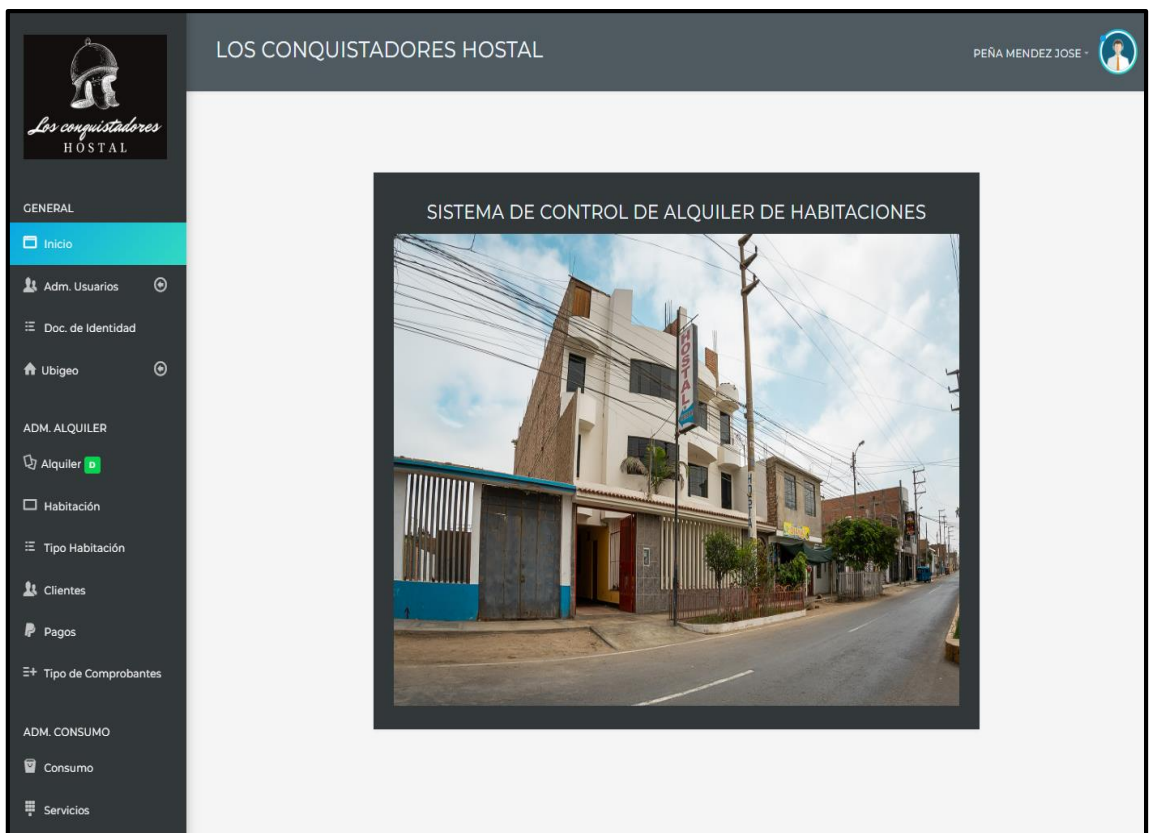 Los conquistadores
HOSTAL
LOS CONQUISTADORES HOSTAL
PEÑA MENDEZ JOSE
GENERAL
Inicio
Adm. Usuarios
Doc. de Identidad
Ubigeo
ADM. ALQUILER
Alquiler D
Habitación
Tipo Habitación
Clientes
Pagos
Tipo de Comprobantes
ADM. CONSUMO
Consumo
Servicios
SISTEMA DE CONTROL DE ALQUILER DE HABITACIONES
HOSTAL